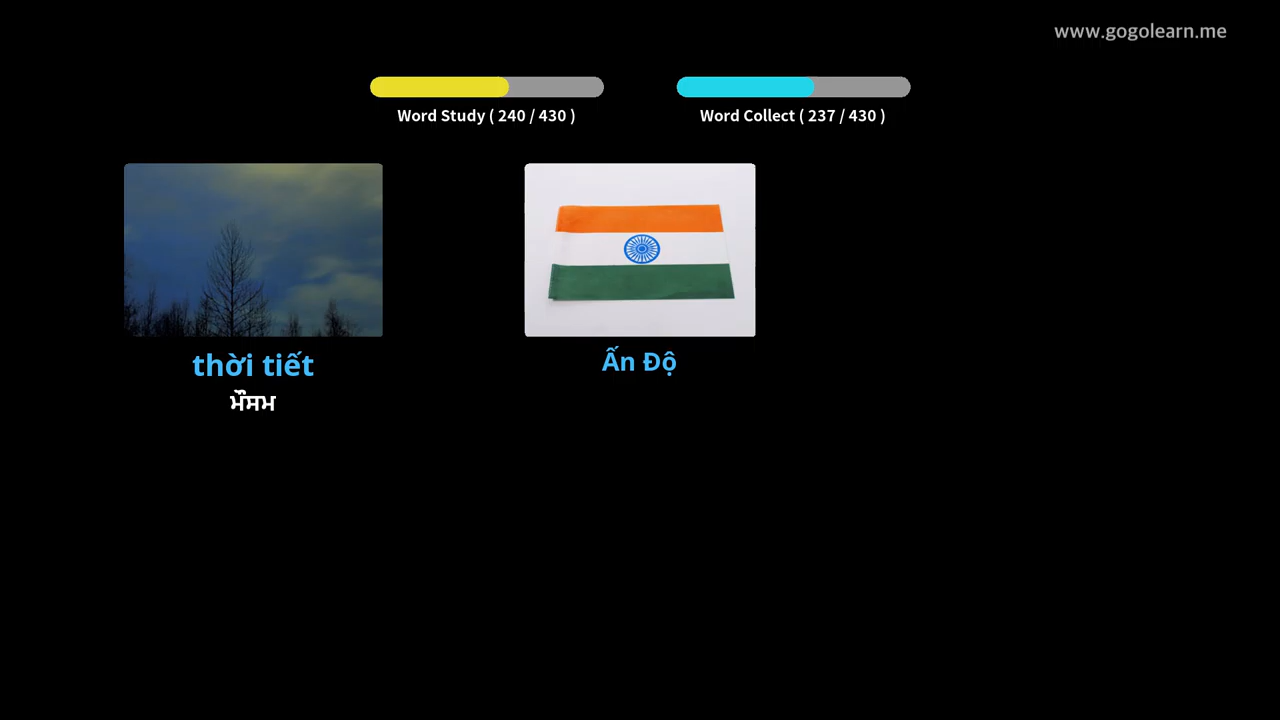 www.gogolearn.me
Word Study ( 240 / 430 )
Word Collect ( 237 / 430 )
thời tiết
ਮੌਸਮ
Ấn Độ